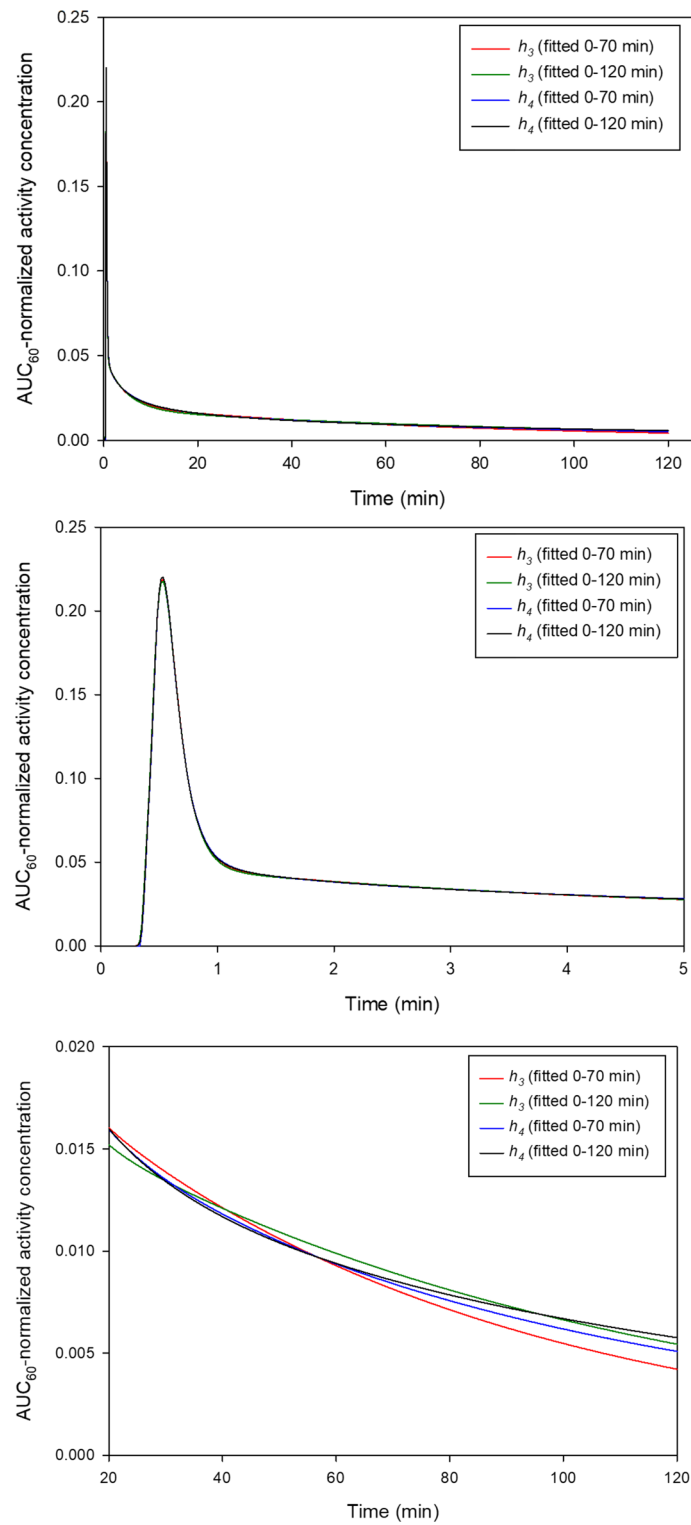 AUC60-normalized activity concentration
0.25
0.20
0.15
0.10
0.05
0.00
h3 (fitted 0-70 min)
h3 (fitted 0-120 min)
h4 (fitted 0-70 min)
h4 (fitted 0-120 min)
0 20 40 60 80 100 120
Time (min)
AUC60-normalized activity concentration
0.25
0.20
0.15
0.10
0.05
0.00
h3 (fitted 0-70 min)
h3 (fitted 0-120 min)
h4 (fitted 0-70 min)
h4 (fitted 0-120 min)
0 1 2 3 4 5
Time (min)
AUC60-normalized activity concentration
0.020
0.015
0.010
0.005
0.000
h3 (fitted 0-70 min)
h3 (fitted 0-120 min)
h4 (fitted 0-70 min)
h4 (fitted 0-120 min)
20 40 60 80 100 120
Time (min)